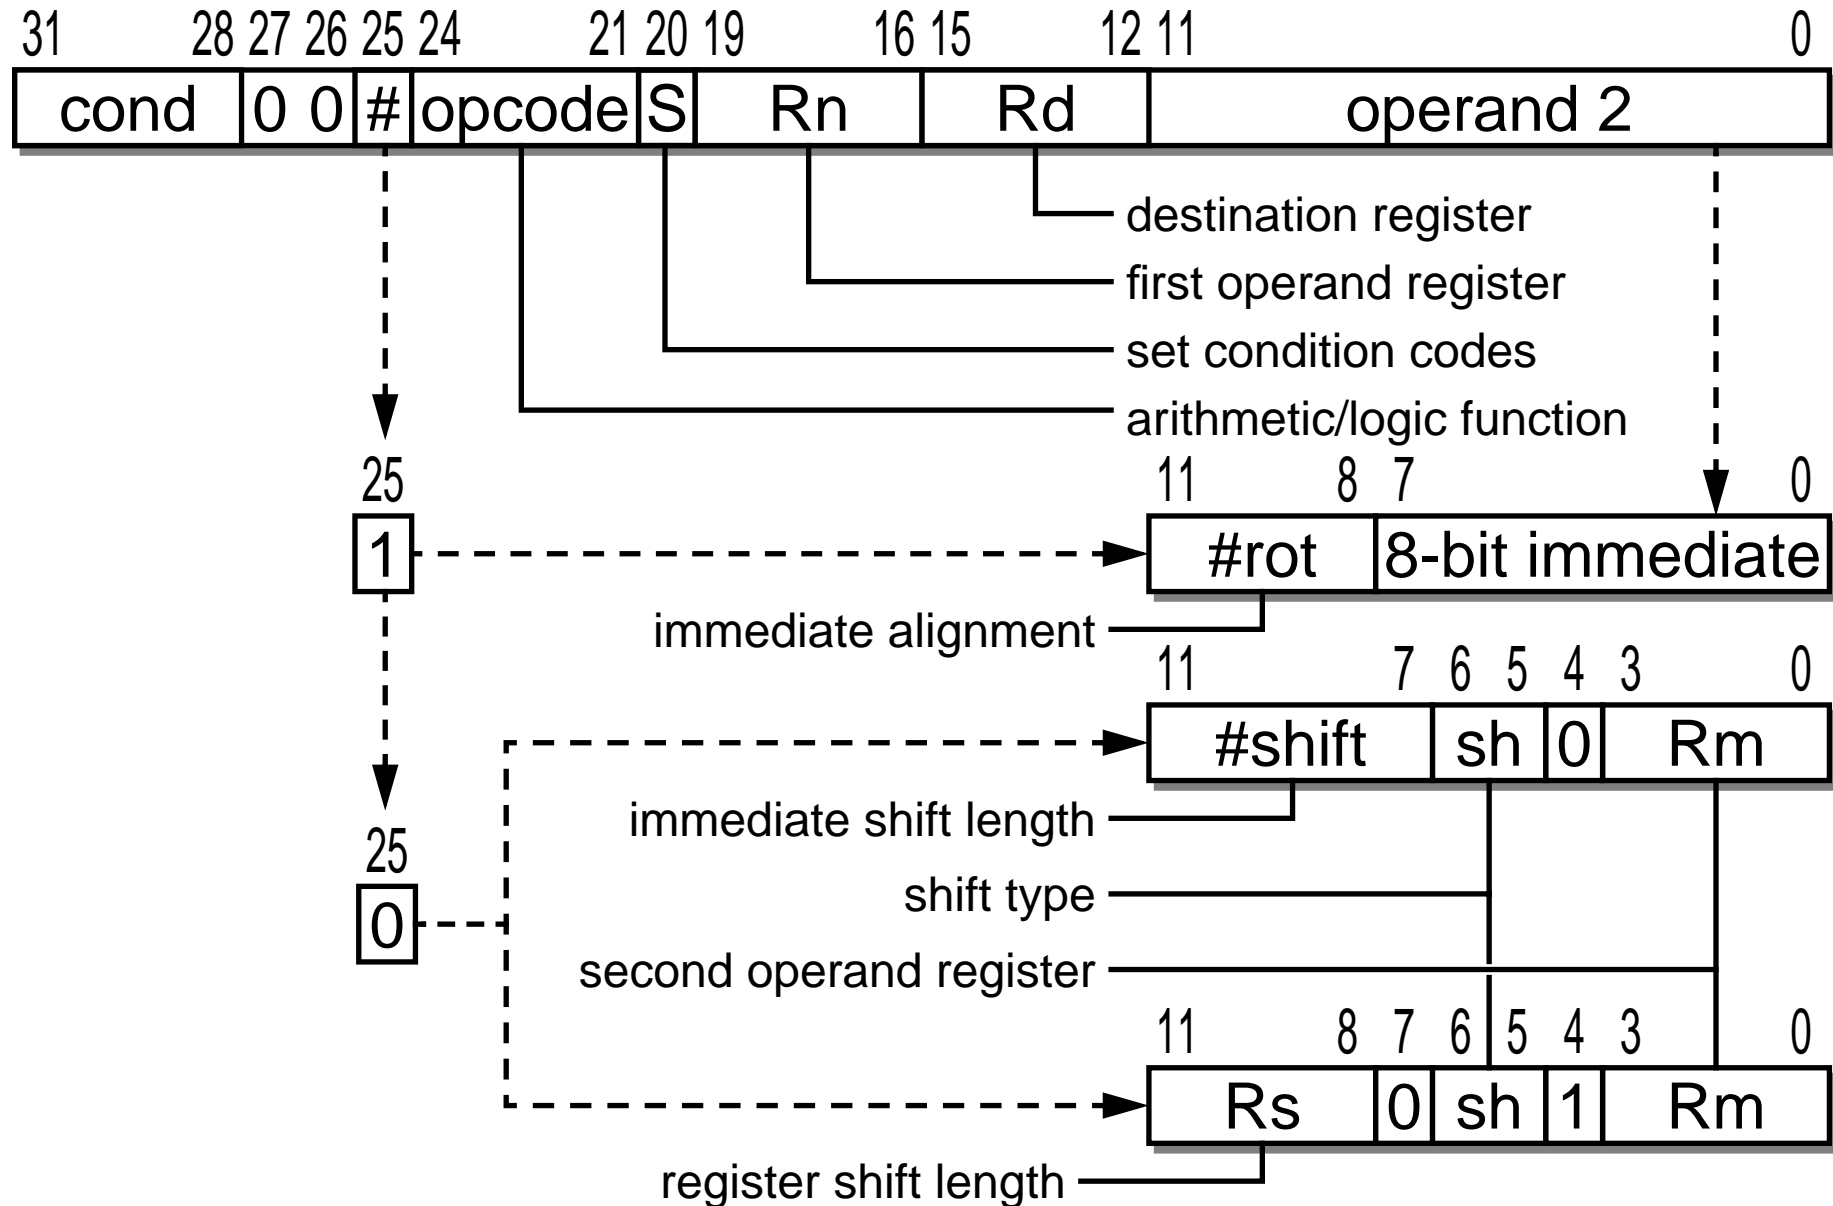 31 28 27 26 25 24 21 20 19 16 15 12 11 0
cond 0 0 # opcode S Rn Rd operand 2
destination register
first operand register
set condition codes
arithmetic/logic function
25 11 8 7 0
1 #rot 8-bit immediate
immediate alignment
11 7 6 5 4 3 0
#shift sh 0 Rm
immediate shift length
25
shift type
0
second operand register
11 8 7 6 5 4 3 0
Rs 0 sh 1 Rm
register shift length